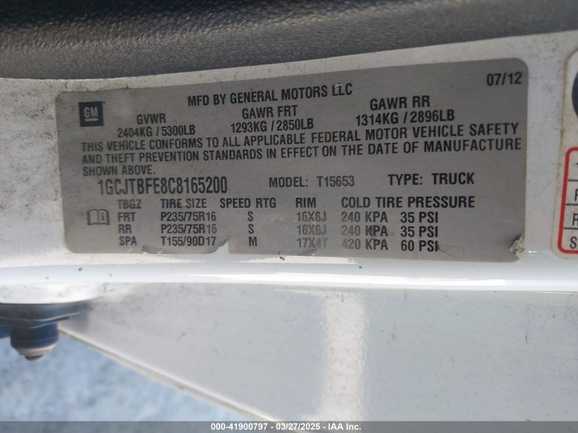 MFD BY GENERAL MOTORS LLC
07/12
GM
GVWR GAWR FRT GAWR RR
2404KG / 5300LB 1293KG / 2850LB 1314KG / 2896LB
THIS VEHICLE CONFORMS TO ALL APPLICABLE FEDERAL MOTOR VEHICLE SAFETY
AND THEFT PREVENTION STANDARDS IN EFFECT ON THE DATE OF MANUFACTURE
SHOWN ABOVE.
1GCJTBFE8C8165200 MODEL: T15653 TYPE: TRUCK
TBGZ TIRE SIZE SPEED RTG RIM COLD TIRE PRESSURE
FRT P235/75R16 S 16X6J 240 KPA 35 PSI
RR P235/75R16 S 16X6J 240 KPA 35 PSI
SPA T155/90D17 M 17X4T 420 KPA 60 PSI
000-41900797 - 03/27/2025 - IAA Inc.